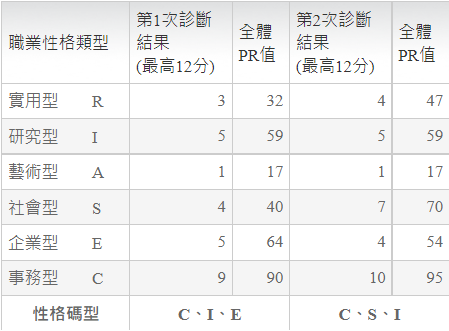 職業性格類型 第1次診斷結果(最高12分) 全體PR值 第2次診斷結果(最高12分) 全體PR值
實用型 R 3 32 4 47
研究型 I 5 59 5 59
藝術型 A 1 17 1 17
社會型 S 4 40 7 70
企業型 E 5 64 4 54
事務型 C 9 90 10 95
性格碼型 C、I、E C、S、I